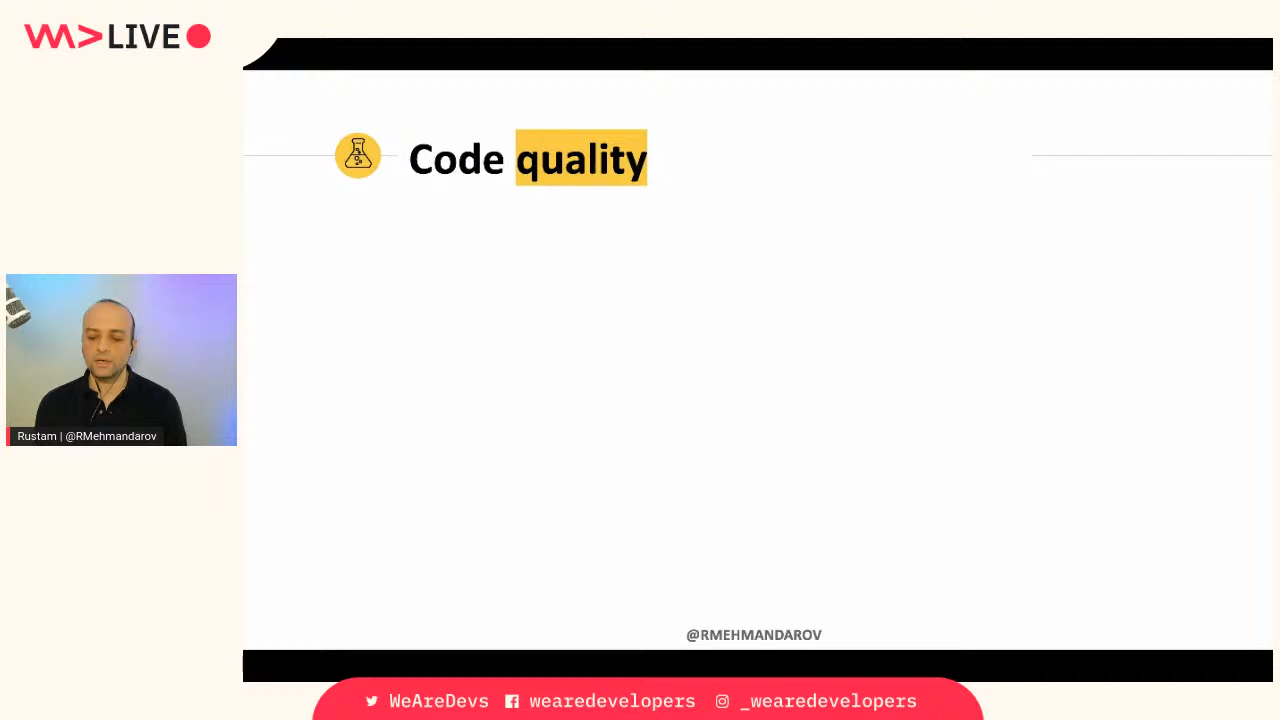 LIVE
Code quality
Rustam | @RMehmandarov
@RMEHMANDAROV
WeAreDevs wearedevelopers _wearedevelopers